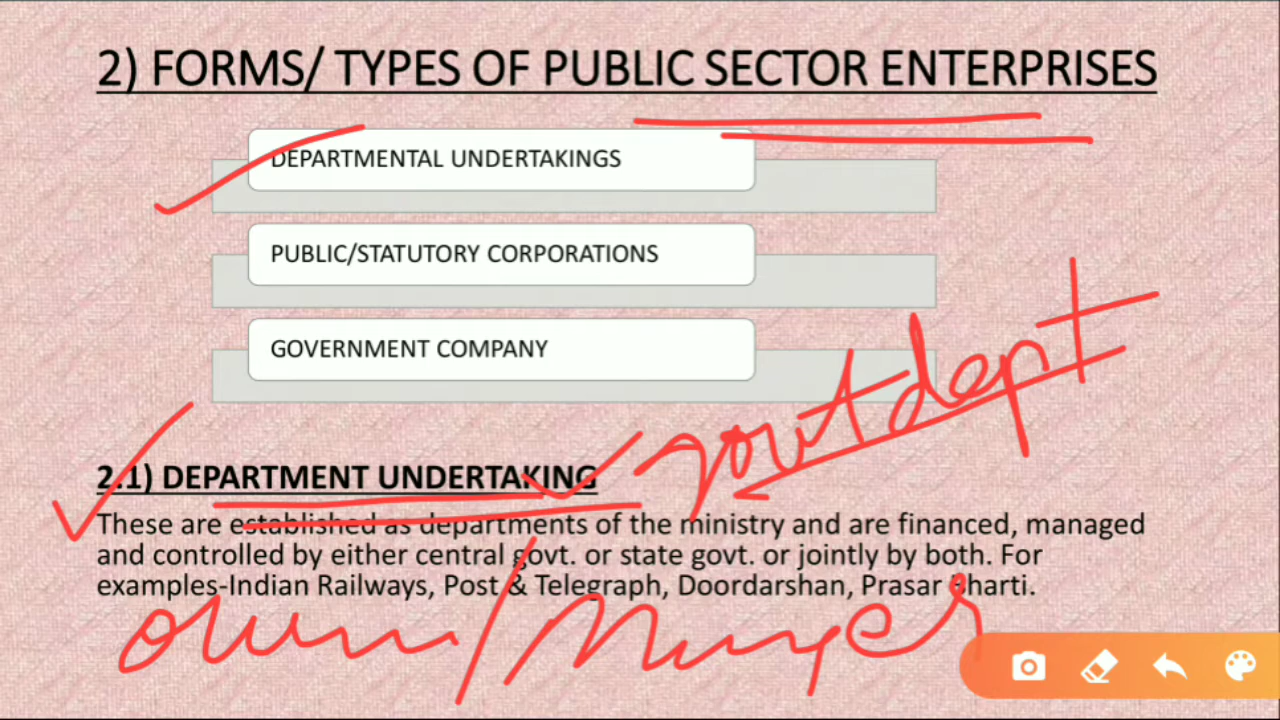 2) FORMS/ TYPES OF PUBLIC SECTOR ENTERPRISES
DEPARTMENTAL UNDERTAKINGS
PUBLIC/STATUTORY CORPORATIONS
GOVERNMENT COMPANY
govt dept
2.1) DEPARTMENT UNDERTAKING
These are established as departments of the ministry and are financed, managed
and controlled by either central govt. or state govt. or jointly by both. For
examples-Indian Railways, Post & Telegraph, Doordarshan, Prasar Bharti.